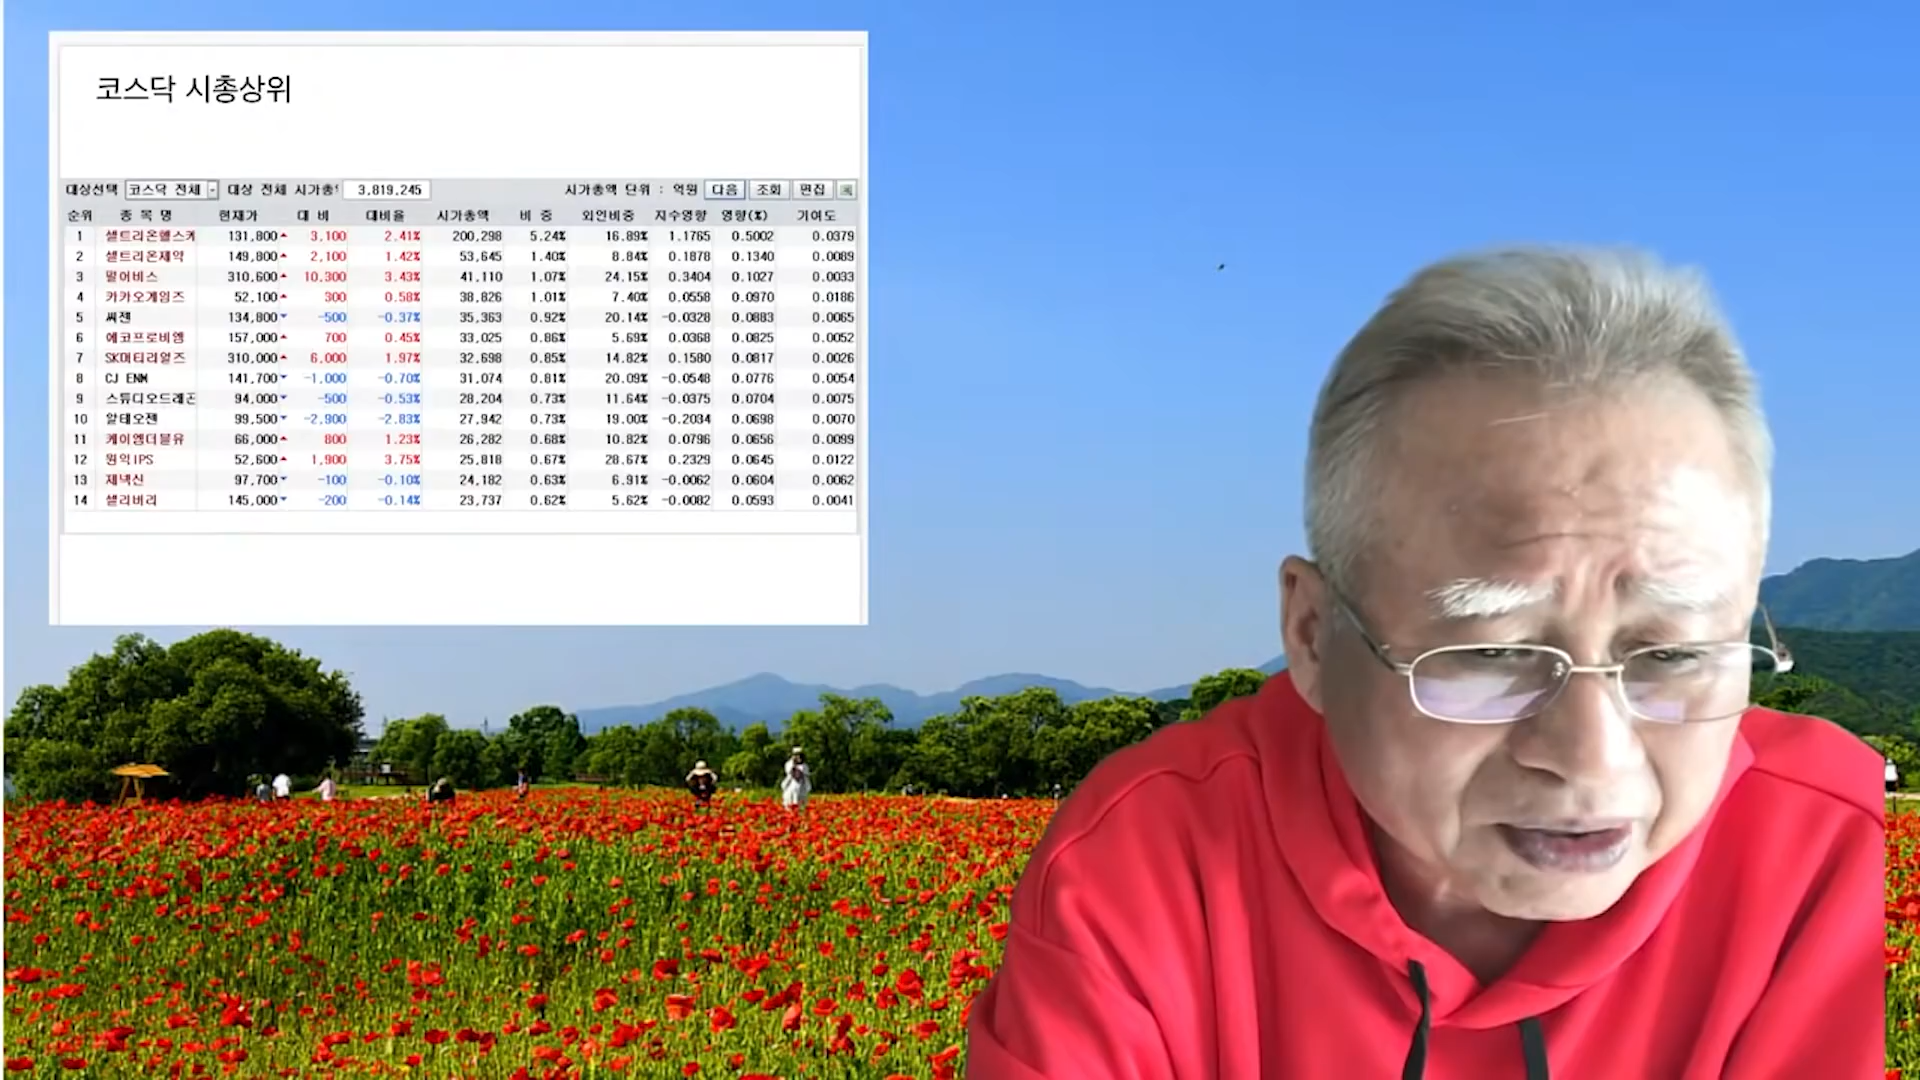 코스닥 시총상위
대상선택 코스닥 전체 대상 전체 시가총 3,819,245 시가총액 단위 : 억원 다음 조회 편집
순위 종 목 명 현재가 대 비 대비율 시가총액 비 중 외인비중 지수영향 영향(%) 기여도
1 셀트리온헬스케 131,800 3,100 2.41% 200,298 5.24% 16.89% 1.1765 0.5002 0.0379
2 셀트리온제약 149,800 2,100 1.42% 53,645 1.40% 8.84% 0.1878 0.1340 0.0089
3 펄어비스 310,600 10,300 3.43% 41,110 1.07% 24.15% 0.3404 0.1027 0.0033
4 카카오게임즈 52,100 300 0.58% 38,826 1.01% 7.40% 0.0558 0.0970 0.0186
5 씨젠 134,800 -500 -0.37% 35,363 0.92% 20.14% -0.0328 0.0883 0.0065
6 에코프로비엠 157,000 700 0.45% 33,025 0.86% 5.69% 0.0368 0.0825 0.0052
7 SK머티리얼즈 310,000 6,000 1.97% 32,698 0.85% 14.82% 0.1580 0.0817 0.0026
8 CJ ENM 141,700 -1,000 -0.70% 31,074 0.81% 20.09% -0.0548 0.0776 0.0054
9 스튜디오드래곤 94,000 -500 -0.53% 28,204 0.73% 11.64% -0.0375 0.0704 0.0075
10 알테오젠 99,500 -2,900 -2.83% 27,942 0.73% 19.00% -0.2034 0.0698 0.0070
11 케이엠더블유 66,000 800 1.23% 26,282 0.68% 10.82% 0.0796 0.0656 0.0099
12 원익IPS 52,600 1,900 3.75% 25,818 0.67% 28.67% 0.2329 0.0645 0.0122
13 제넥신 97,700 -100 -0.10% 24,182 0.63% 6.91% -0.0062 0.0604 0.0062
14 셀리버리 145,000 -200 -0.14% 23,737 0.62% 5.62% -0.0082 0.0593 0.0041